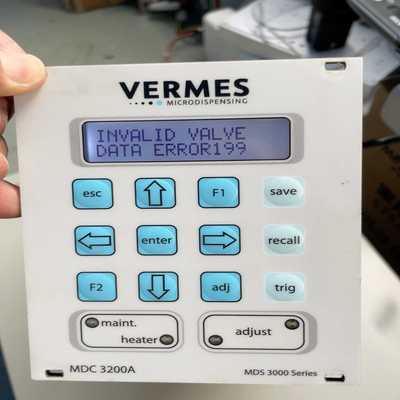 VERMES
MICRODISPENSING
INVALID VALVE
DATA ERROR199
esc F1 save
enter recall
F2 adj trig
maint.
heater
adjust
MDC 3200A MDS 3000 Series